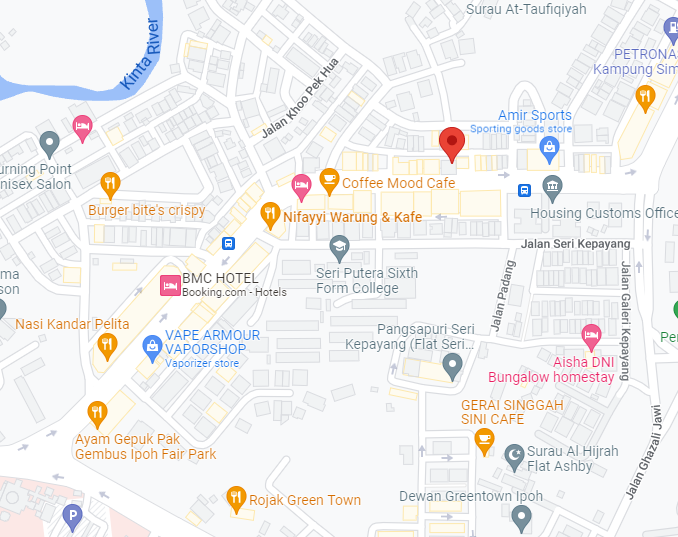 Surau At-Taufiqiyah
Kinta River
PETRONAS
Kampung Sim
Jalan Khoo Pek Hua
Amir Sports
Sporting goods store
urning Point
nisex Salon
Coffee Mood Cafe
Burger bite's crispy
Nifayyi Warung & Kafe
Housing Customs Office
Jalan Seri Kepayang
Seri Putera Sixth
Form College
ma
son
BMC HOTEL
Booking.com - Hotels
Jalan Padang
Jalan Galeri Kepayang
Nasi Kandar Pelita
VAPE ARMOUR
VAPORSHOP
Vaporizer store
Pangsapuri Seri
Kepayang (Flat Seri...
Per
Aisha DNI
Bungalow homestay
GERAI SINGGAH
SINI CAFE
Ayam Gepuk Pak
Gembus Ipoh Fair Park
Surau Al Hijrah
Flat Ashby
Jalan Ghazali Jawi
Rojak Green Town
Dewan Greentown Ipoh
P